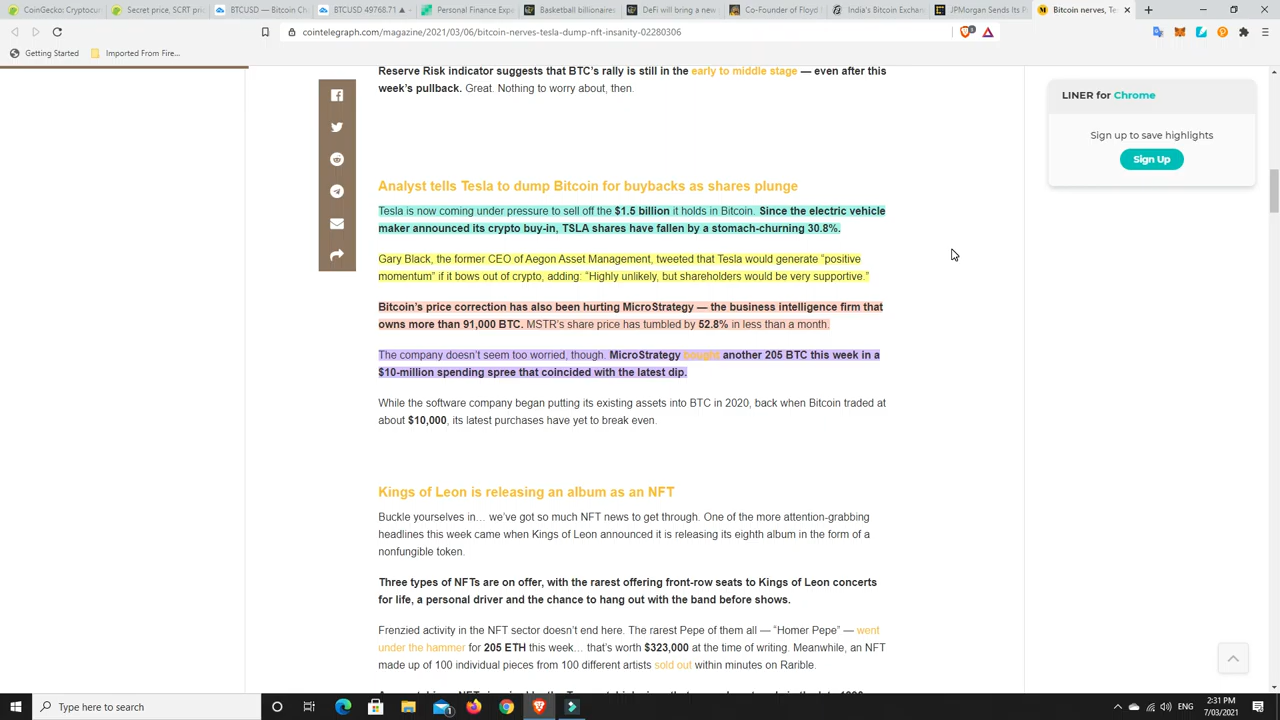 CoinGecko: Cryptocur
Secret price, SCRT pric
BTCUSD — Bitcoin Ch
BTCUSD 49768.71 ▲
Personal Finance Exp
Basketball billionaires
DeFi will bring a new
Co-Founder of Floyd
India's Bitcoin Exchan
JPMorgan Sends Its P
Bitcoin nerves, Tes
cointelegraph.com/magazine/2021/03/06/bitcoin-nerves-tesla-dump-nft-insanity-02280306
Getting Started
Imported From Fire...
Reserve Risk indicator suggests that BTC's rally is still in the early to middle stage — even after this
week's pullback. Great. Nothing to worry about, then.
LINER for Chrome
Sign up to save highlights
Sign Up
Analyst tells Tesla to dump Bitcoin for buybacks as shares plunge
Tesla is now coming under pressure to sell off the $1.5 billion it holds in Bitcoin. Since the electric vehicle
maker announced its crypto buy-in, TSLA shares have fallen by a stomach-churning 30.8%.
Gary Black, the former CEO of Aegon Asset Management, tweeted that Tesla would generate “positive
momentum” if it bows out of crypto, adding: “Highly unlikely, but shareholders would be very supportive.”
Bitcoin's price correction has also been hurting MicroStrategy — the business intelligence firm that
owns more than 91,000 BTC. MSTR's share price has tumbled by 52.8% in less than a month.
The company doesn't seem too worried, though. MicroStrategy bought another 205 BTC this week in a
$10-million spending spree that coincided with the latest dip.
While the software company began putting its existing assets into BTC in 2020, back when Bitcoin traded at
about $10,000, its latest purchases have yet to break even.
Kings of Leon is releasing an album as an NFT
Buckle yourselves in… we've got so much NFT news to get through. One of the more attention-grabbing
headlines this week came when Kings of Leon announced it is releasing its eighth album in the form of a
nonfungible token.
Three types of NFTs are on offer, with the rarest offering front-row seats to Kings of Leon concerts
for life, a personal driver and the chance to hang out with the band before shows.
Frenzied activity in the NFT sector doesn't end here. The rarest Pepe of them all — “Homer Pepe” — went
under the hammer for 205 ETH this week… that's worth $323,000 at the time of writing. Meanwhile, an NFT
made up of 100 individual pieces from 100 different artists sold out within minutes on Rarible.
Type here to search
2:31 PM
7/03/2021